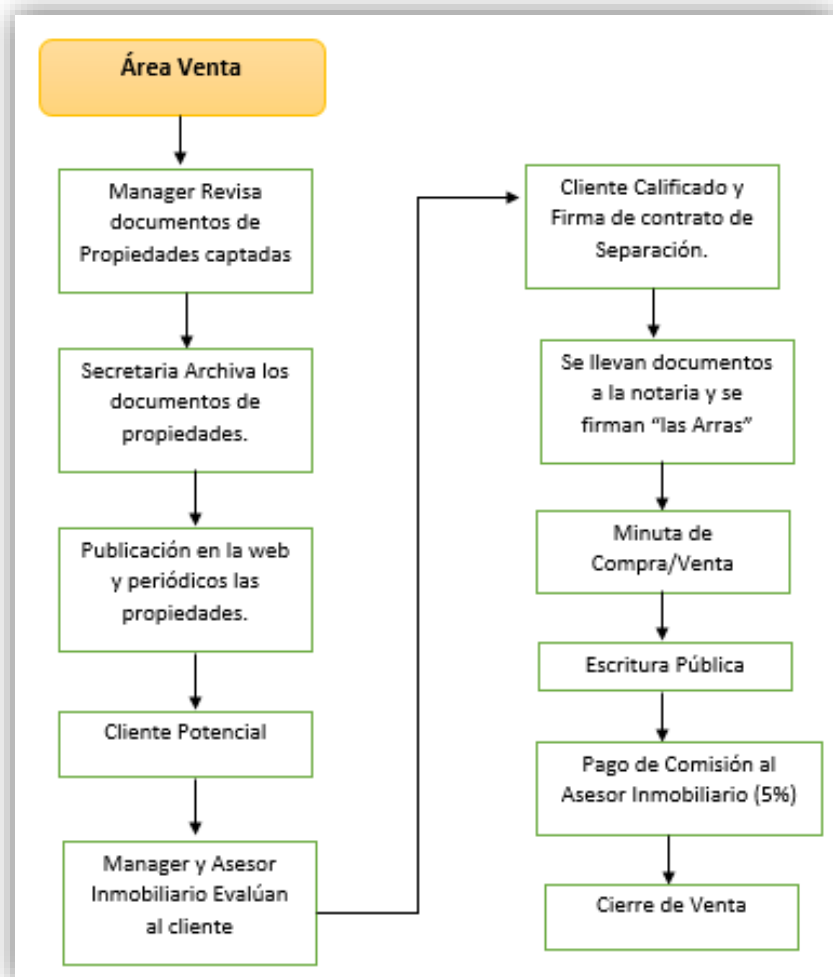 Área Venta
Manager Revisa
documentos de
Propiedades captadas
Secretaria Archiva los
documentos de
propiedades.
Publicación en la web
y periódicos las
propiedades.
Cliente Potencial
Manager y Asesor
Inmobiliario Evalúan
al cliente
Cliente Calificado y
Firma de contrato de
Separación.
Se llevan documentos
a la notaria y se
firman “las Arras”
Minuta de
Compra/Venta
Escritura Pública
Pago de Comisión al
Asesor Inmobiliario (5%)
Cierre de Venta